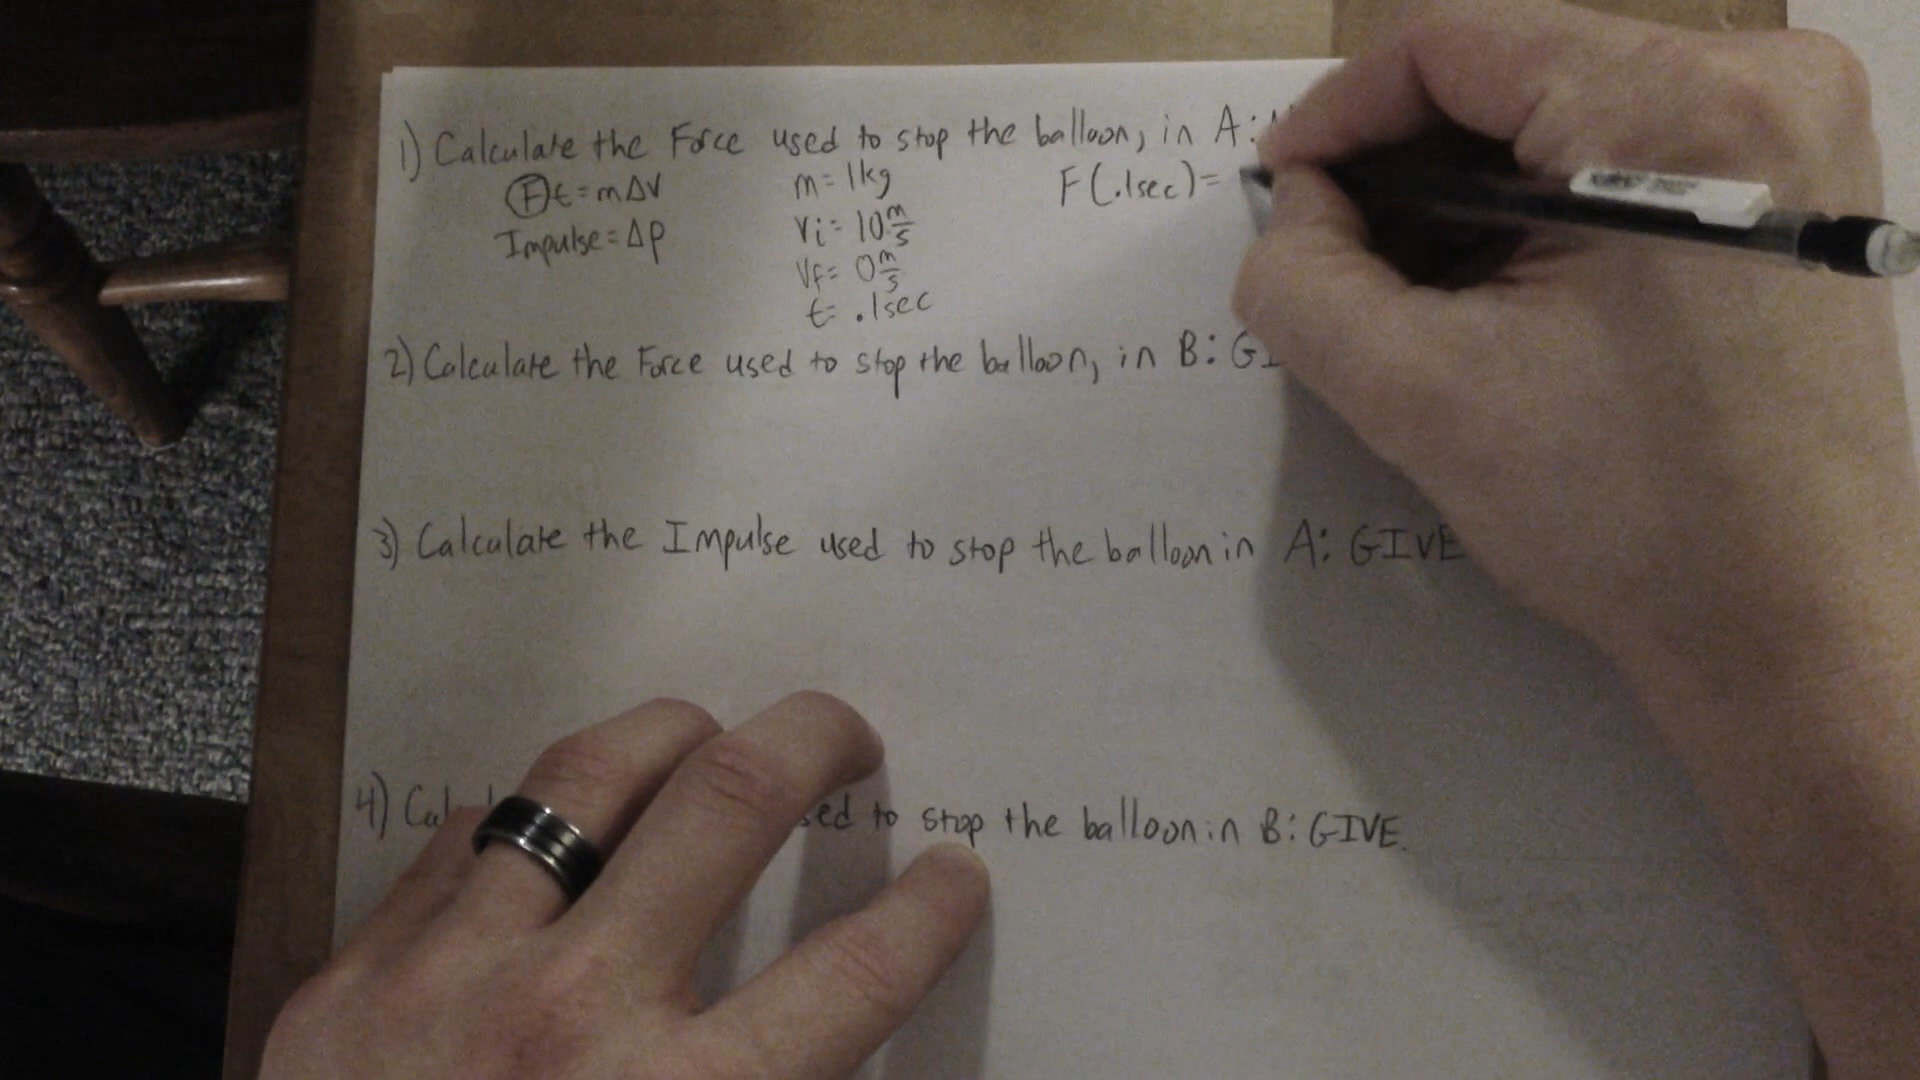 1) Calculate the Force used to stop the balloon, in A:
Ft = mΔV
Impulse = Δp
m = 1kg
Vi = 10 m/s
Vf = 0 m/s
t = .1sec
F(.1sec) =
2) Calculate the Force used to stop the balloon, in B:
3) Calculate the Impulse used to stop the balloon in A: GIVE
4) to stop the balloon in B: GIVE.